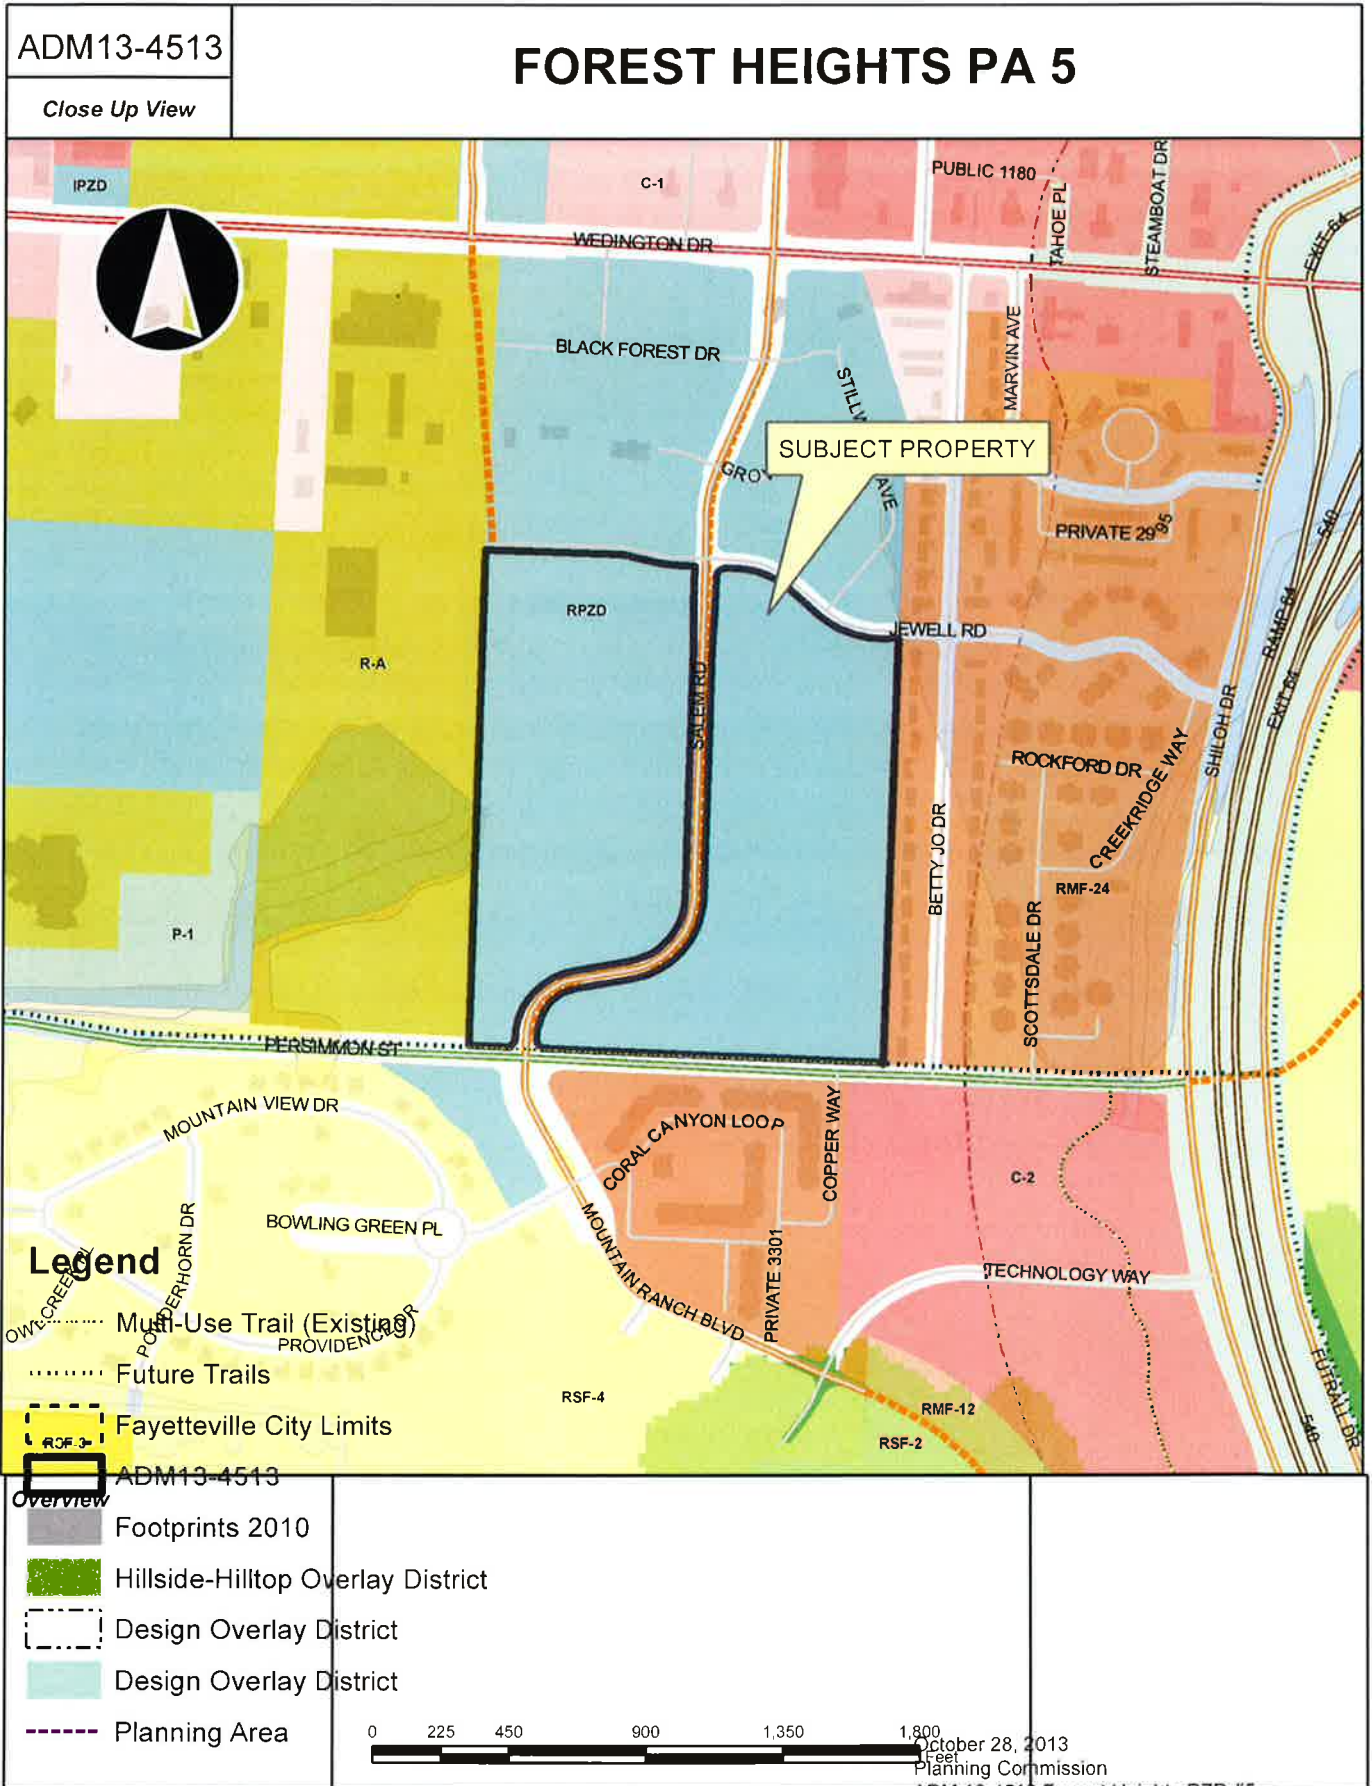 ADM13-4513
FOREST HEIGHTS PA 5
Close Up View
IPZD
C-1
PUBLIC 1180
TAHOE PL
STEAMBOAT DR
EXIT 64
WEDINGTON DR
BLACK FOREST DR
MARVIN AVE
SUBJECT PROPERTY
AVE
PRIVATE 2995
540
RPZD
JEWELL RD
R-A
RAMP 64
EXIT 64
SALEM RD
SHILOH DR
ROCKFORD DR
CREEKRIDGE WAY
BETTY JO DR
RMF-24
P-1
SCOTTSDALE DR
PERSIMMON ST
MOUNTAIN VIEW DR
CORAL CANYON LOOP
COPPER WAY
C-2
BOWLING GREEN PL
MOUNTAIN RANCH BLVD
PRIVATE 3301
TECHNOLOGY WAY
Legend
Multi-Use Trail (Existing)
PROVIDENCE DR
Future Trails
RSF-4
FUTRALL DR
RMF-12
Fayetteville City Limits
RSF-2
540
ADM13-4513
Overview
Footprints 2010
Hillside-Hilltop Overlay District
Design Overlay District
Design Overlay District
Planning Area
0 225 450 900 1,350 1,800
Feet
October 28, 2013
Planning Commission